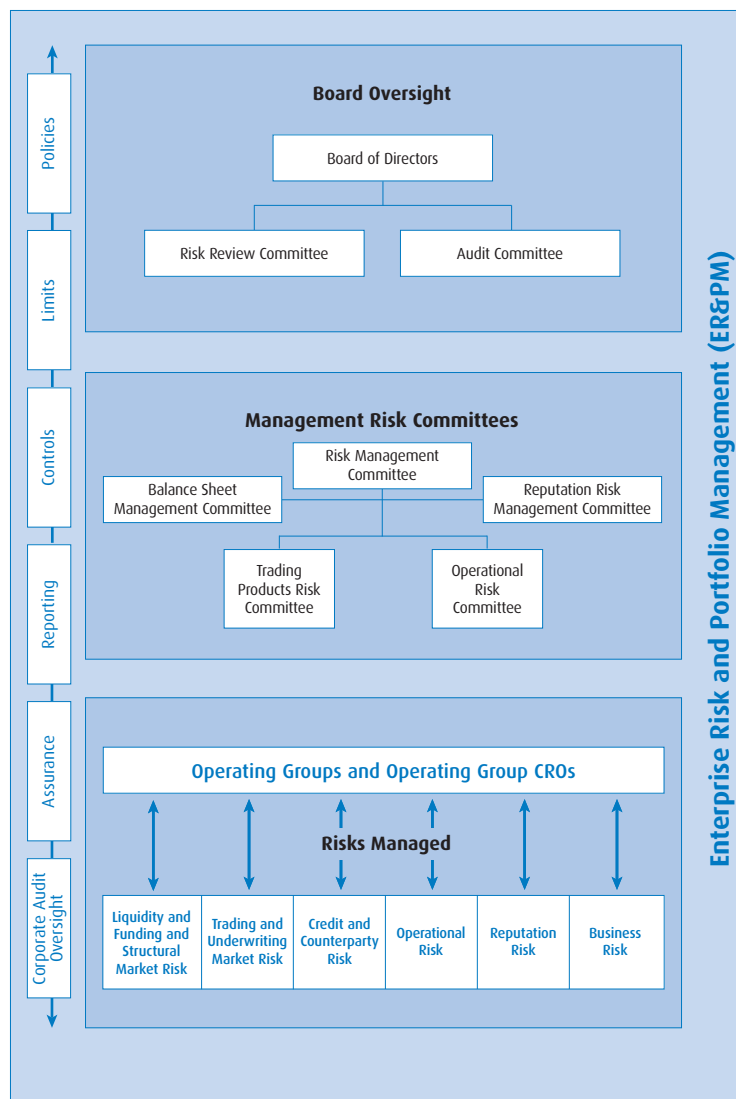 Board Oversight
Board of Directors
Risk Review Committee
Audit Committee
Management Risk Committees
Risk Management
Committee
Balance Sheet
Management Committee
Reputation Risk
Management Committee
Trading
Products Risk
Committee
Operational
Risk
Committee
Operating Groups and Operating Group CROs
Risks Managed
Liquidity and
Funding and
Structural
Market Risk
Trading and
Underwriting
Market Risk
Credit and
Counterparty
Risk
Operational
Risk
Reputation
Risk
Business
Risk
Policies
Limits
Controls
Reporting
Assurance
Corporate Audit
Oversight
Enterprise Risk and Portfolio Management (ER&PM)